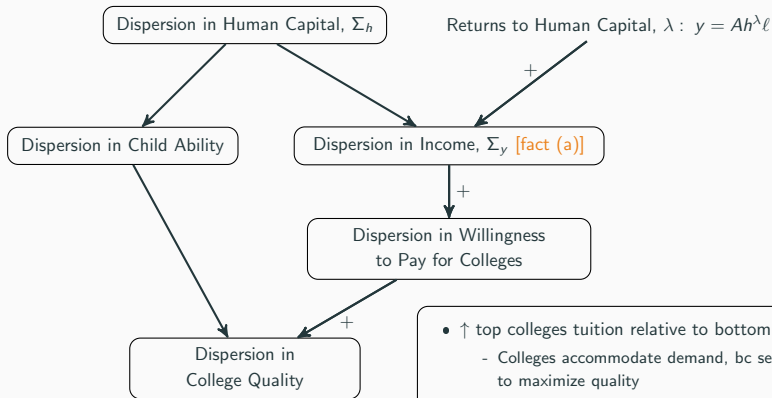 Dispersion in Human Capital, Σ_h
Returns to Human Capital, λ : y = Ah^λ ℓ
+
Dispersion in Child Ability
Dispersion in Income, Σ_y [fact (a)]
+
Dispersion in Willingness
to Pay for Colleges
+
Dispersion in
College Quality
• ↑ top colleges tuition relative to bottom
- Colleges accommodate demand, bc
to maximize quality